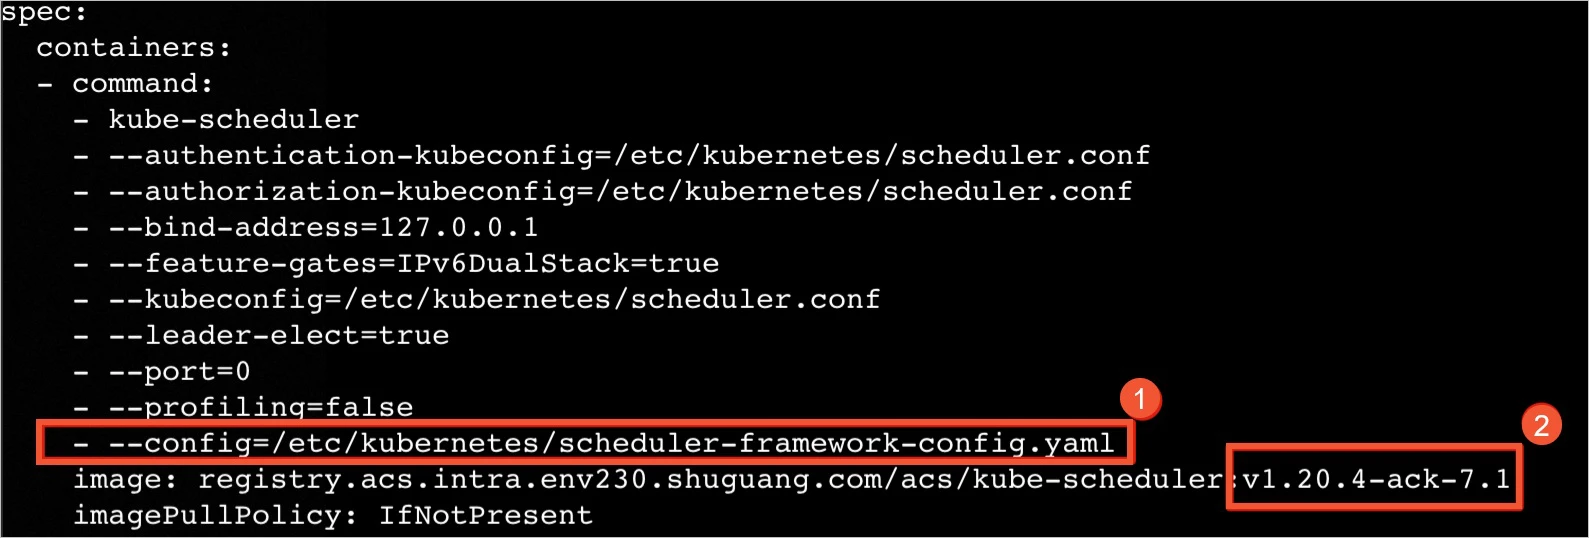 spec:
  containers:
  - command:
    - kube-scheduler
    - --authentication-kubeconfig=/etc/kubernetes/scheduler.conf
    - --authorization-kubeconfig=/etc/kubernetes/scheduler.conf
    - --bind-address=127.0.0.1
    - --feature-gates=IPv6DualStack=true
    - --kubeconfig=/etc/kubernetes/scheduler.conf
    - --leader-elect=true
    - --port=0
    - --profiling=false
1
    - --config=/etc/kubernetes/scheduler-framework-config.yaml
2
    image: registry.acs.intra.env230.shuguang.com/acs/kube-scheduler:v1.20.4-ack-7.1
    imagePullPolicy: IfNotPresent